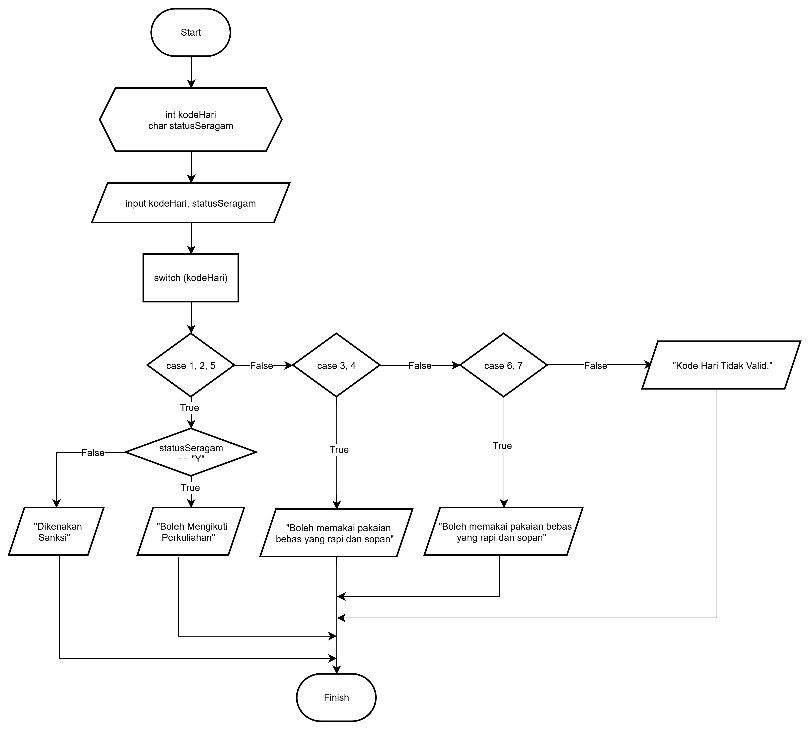 Start
int kodeHari
char statusSeragam
input kodeHari, statusSeragam
switch (kodeHari)
case 1, 2, 5
False
case 3, 4
False
case 6, 7
False
"Kode Hari Tidak Valid."
True
statusSeragam
== "Y"
False
True
True
True
"Dikenakan
Sanksi"
"Boleh Mengikuti
Perkuliahan"
"Boleh memakai pakaian
bebas yang rapi dan sopan"
"Boleh memakai pakaian bebas
yang rapi dan sopan"
Finish